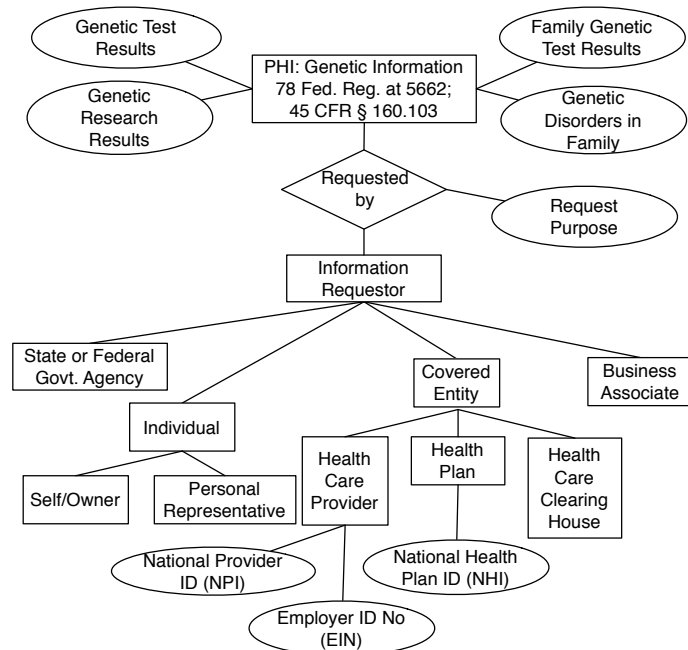 Genetic Test
Results
Family Genetic
Test Results
PHI: Genetic Information
78 Fed. Reg. at 5662;
45 CFR § 160.103
Genetic
Research
Results
Genetic
Disorders in
Family
Requested
by
Request
Purpose
Information
Requestor
State or Federal
Govt. Agency
Covered
Entity
Business
Associate
Individual
Health
Care
Provider
Health
Plan
Health
Care
Clearing
House
Self/Owner
Personal
Representative
National Provider
ID (NPI)
National Health
Plan ID (NHI)
Employer ID No
(EIN)